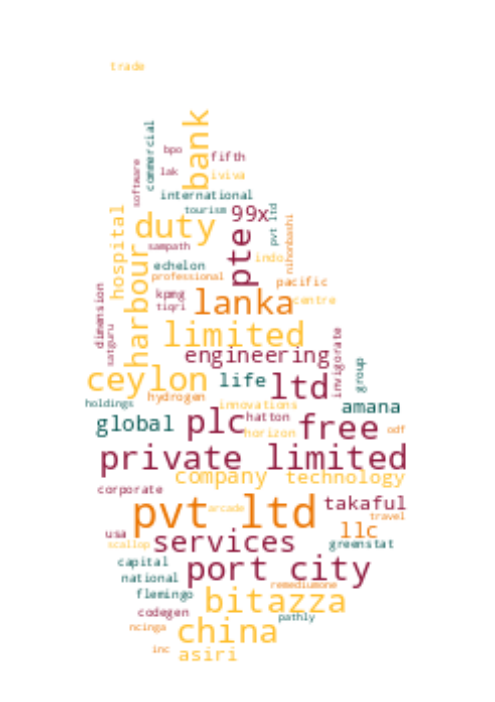 trade
bank
commercial
bpo
fifth
software
lak
iviva
international
tourism
99x
duty
hospital
pvt ltd
nihonbashi
sampath
pte
indo
harbour
echelon
professional
pacific
dimension
kpmg
lanka
centre
tiqri
limited
satguru
engineering
invigorate
ceylon
life
ltd
group
hydrogen
holdings
innovations
amana
global
plc
hatton
free
horizon
odf
private limited
company
technology
corporate
pvt ltd
arcade
takaful
travel
usa
services
llc
scallop
greenstat
capital
port city
national
remediumone
flemingo
bitazza
codegen
pathly
ncinga
china
inc
asiri